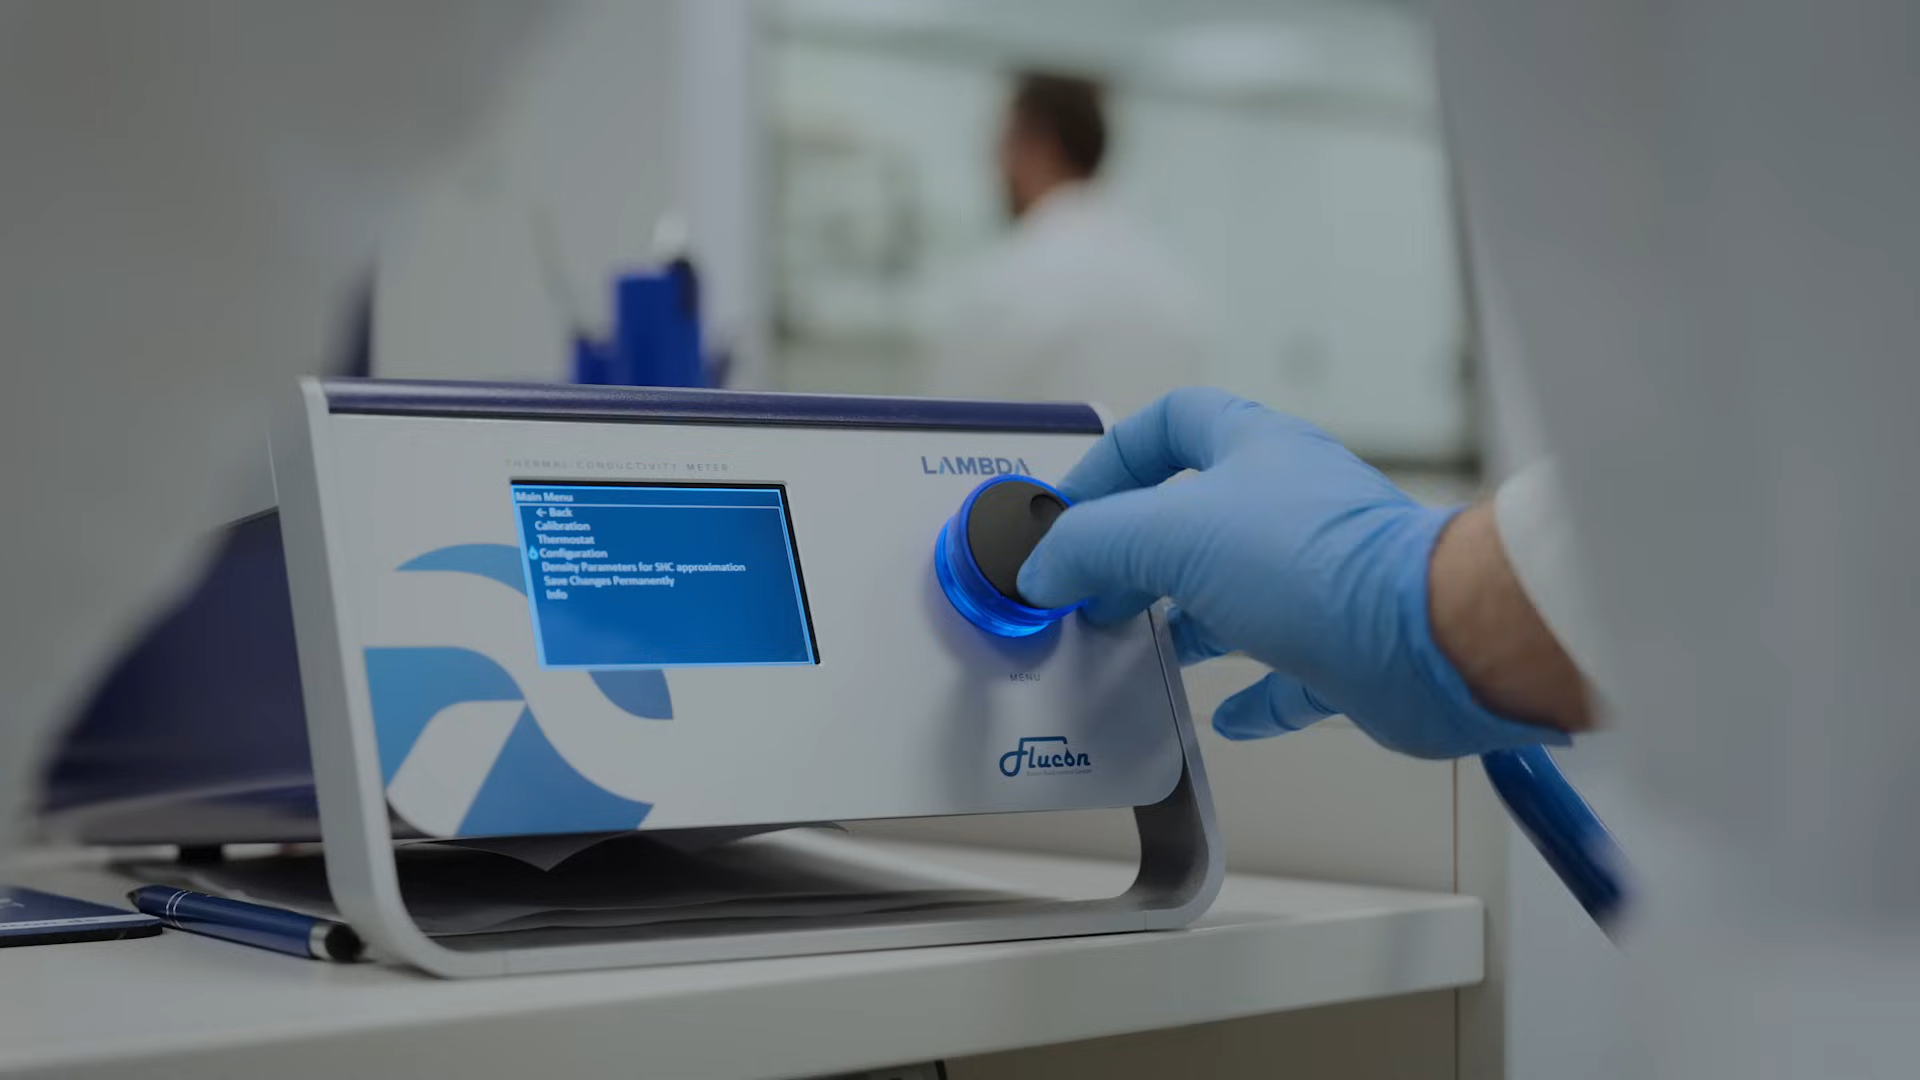 THERMAL CONDUCTIVITY METER
LAMBDA
Main Menu
← Back
Calibration
Thermostat
Configuration
Density Parameters for SHC approximation
Save Changes Permanently
Info
MENU
Flucon